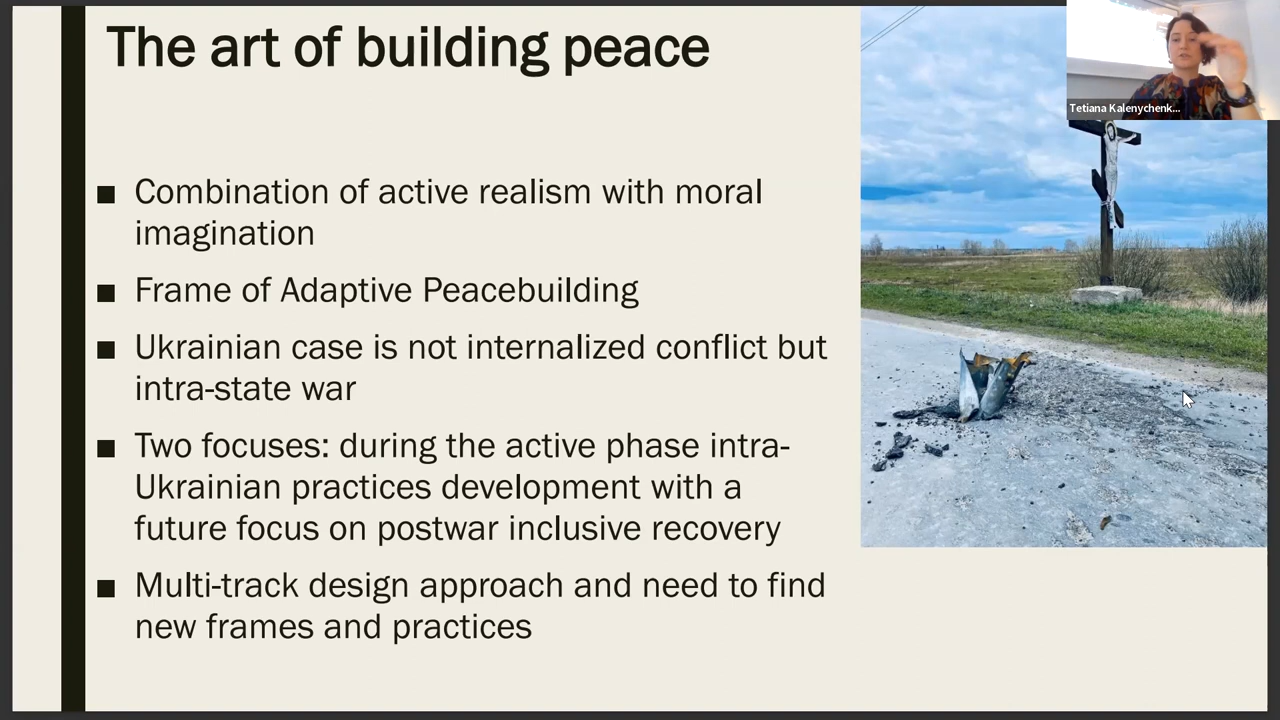 The art of building peace
Tetiana Kalenychenk...
■ Combination of active realism with moral
imagination
■ Frame of Adaptive Peacebuilding
■ Ukrainian case is not internalized conflict but
intra-state war
■ Two focuses: during the active phase intra-
Ukrainian practices development with a
future focus on postwar inclusive recovery
■ Multi-track design approach and need to find
new frames and practices